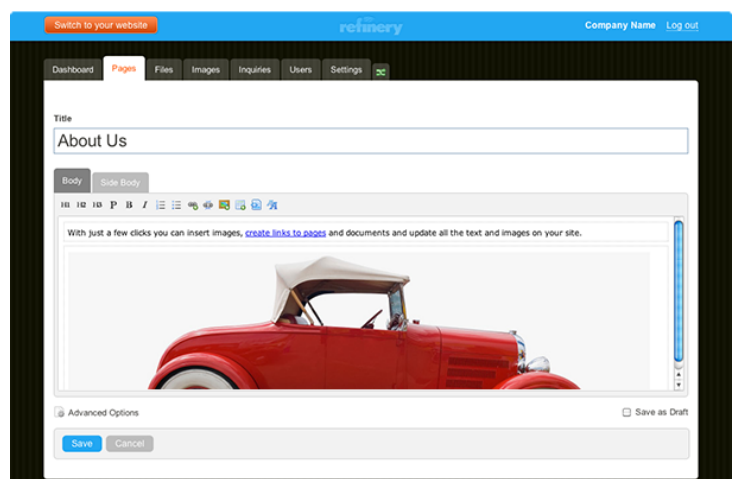 Switch to your website
refinery
Company Name Log out
Dashboard Pages Files Images Inquiries Users Settings
Title
About Us
Body Side Body
H1 H2 H3 P B I
With just a few clicks you can insert images, create links to pages and documents and update all the text and images on your site.
Advanced Options
Save as Draft
Save Cancel